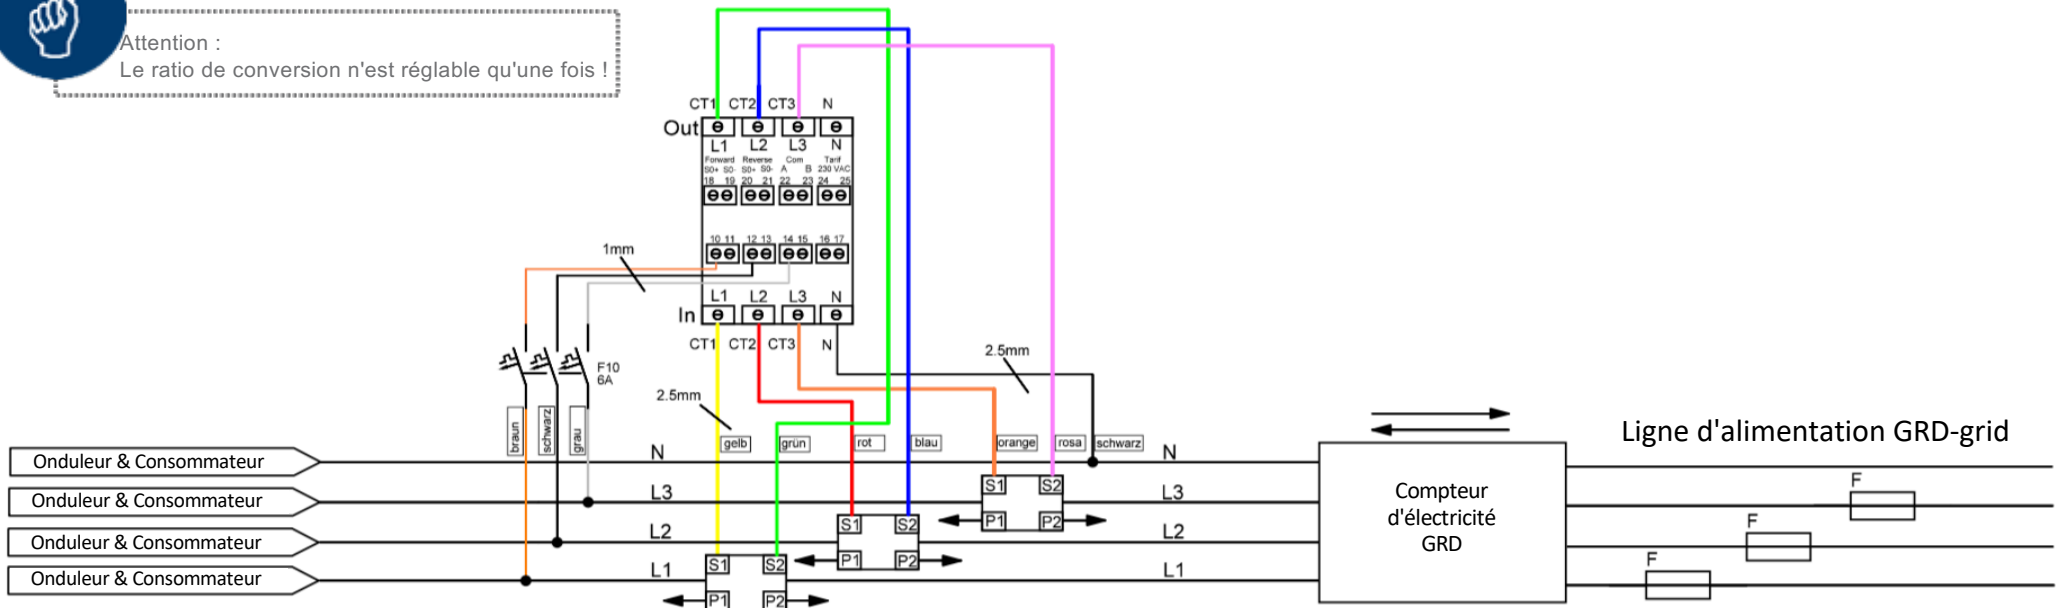 Attention :
Le ratio de conversion n'est réglable qu'une fois !
CT1 CT2 CT3 N
Out
L1 L2 L3 N
Forward Reverse Com Tarif
S0+ S0- S0+ S0- A B 230 VAC
18 19 20 21 22 23 24 25
10 11 12 13 14 15 16 17
1mm
L1 L2 L3 N
In
CT1 CT2 CT3 N
F10
6A
2.5mm
2.5mm
braun
schwarz
grau
gelb
grün
rot
blau
orange
rosa
schwarz
Ligne d'alimentation GRD-grid
Onduleur & Consommateur
N
N
Onduleur & Consommateur
L3
L3
Onduleur & Consommateur
L2
L2
Onduleur & Consommateur
L1
L1
S1 S2
P1 P2
S1 S2
P1 P2
S1 S2
P1 P2
Compteur
d'électricité
GRD
F
F
F